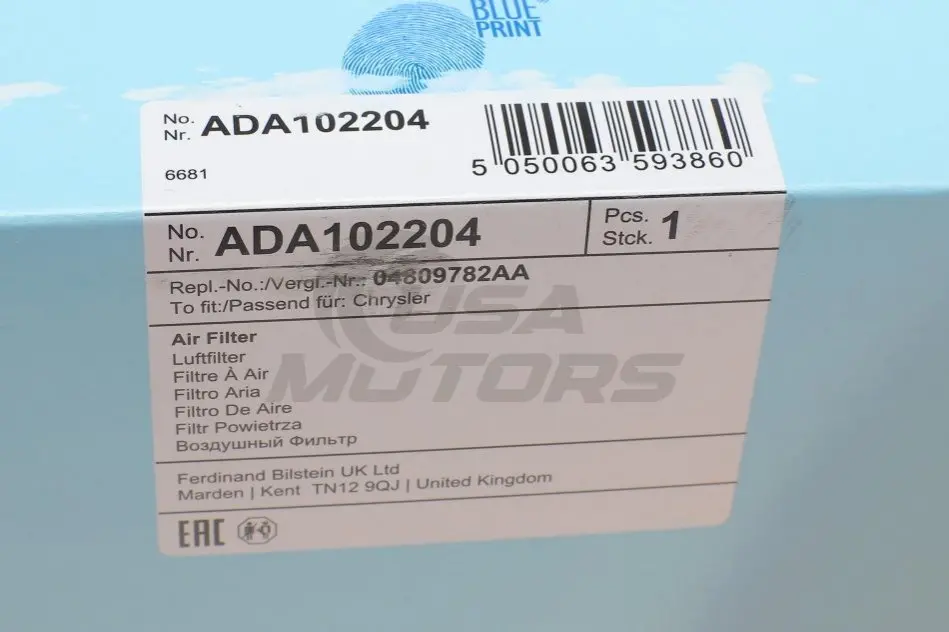 BLUE
PRINT
No.
Nr. ADA102204
6681
5 050063 593860
No.
Nr. ADA102204
Pcs.
Stck. 1
Repl.-No.:/Vergl.-Nr.: 04809782AA
To fit:/Passend für: Chrysler
USA
MOTORS
Air Filter
Luftfilter
Filtre À Air
Filtro Aria
Filtro De Aire
Filtr Powietrza
Воздушный Фильтр
Ferdinand Bilstein UK Ltd
Marden | Kent TN12 9QJ | United Kingdom
EAC